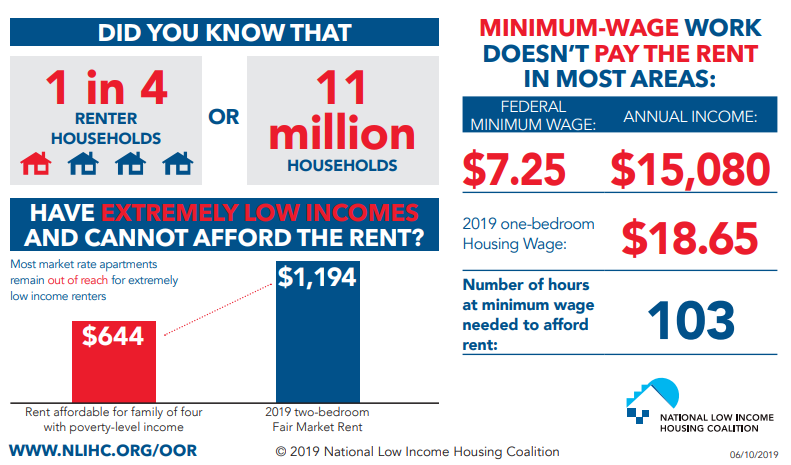 DID YOU KNOW THAT
1 in 4
RENTER
HOUSEHOLDS
OR
11
million
HOUSEHOLDS
HAVE EXTREMELY LOW INCOMES
AND CANNOT AFFORD THE RENT?
Most market rate apartments
remain out of reach for extremely
low income renters
$644
$1,194
Rent affordable for family of four
with poverty-level income
2019 two-bedroom
Fair Market Rent
MINIMUM-WAGE WORK
DOESN'T PAY THE RENT
IN MOST AREAS:
FEDERAL
MINIMUM WAGE:
ANNUAL INCOME:
$7.25
$15,080
2019 one-bedroom
Housing Wage:
$18.65
Number of hours
at minimum wage
needed to afford
rent:
103
NATIONAL LOW INCOME
HOUSING COALITION
WWW.NLIHC.ORG/OOR
© 2019 National Low Income Housing Coalition
06/10/2019